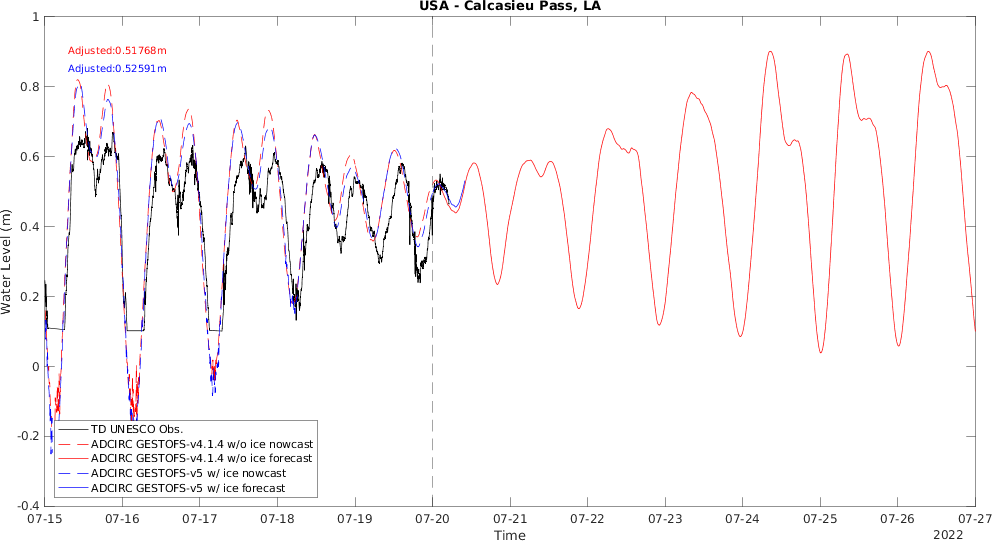 USA - Calcasieu Pass, LA
1
Adjusted:0.51768m
Adjusted:0.52591m
0.8
0.6
0.4
0.2
0
-0.2
-0.4
Water Level (m)
TD UNESCO Obs.
ADCIRC GESTOFS-v4.1.4 w/o ice nowcast
ADCIRC GESTOFS-v4.1.4 w/o ice forecast
ADCIRC GESTOFS-v5 w/ ice nowcast
ADCIRC GESTOFS-v5 w/ ice forecast
07-15 07-16 07-17 07-18 07-19 07-20 07-21 07-22 07-23 07-24 07-25 07-26 07-27
Time
2022